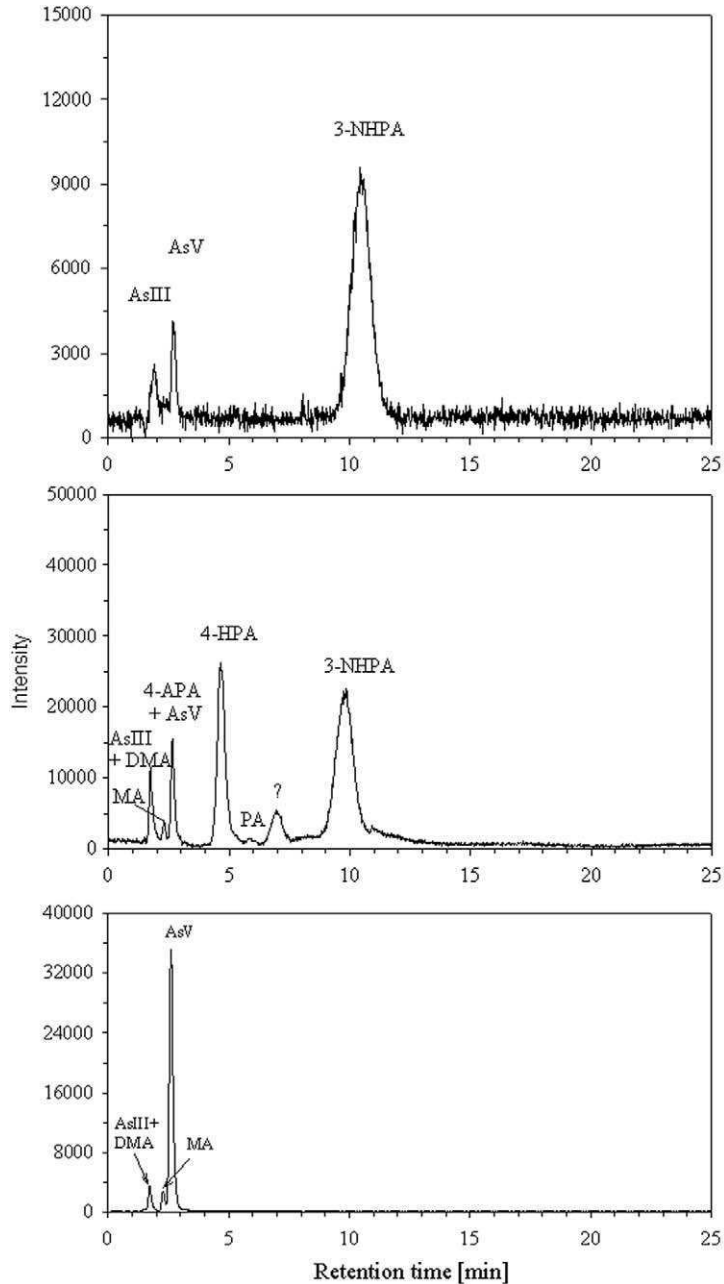 15000
3-NHPA
12000
9000
AsV
6000
AsIII
3000
0
0 5 10 15 20 25
50000
40000
4-HPA
30000
3-NHPA
Intensity
4-APA
+ AsV
20000
AsIII
+ DMA
10000
MA
?
PA
0
0 5 10 15 20 25
40000
AsV
32000
24000
16000
AsIII+
DMA
MA
8000
0
0 5 10 15 20 25
Retention time [min]